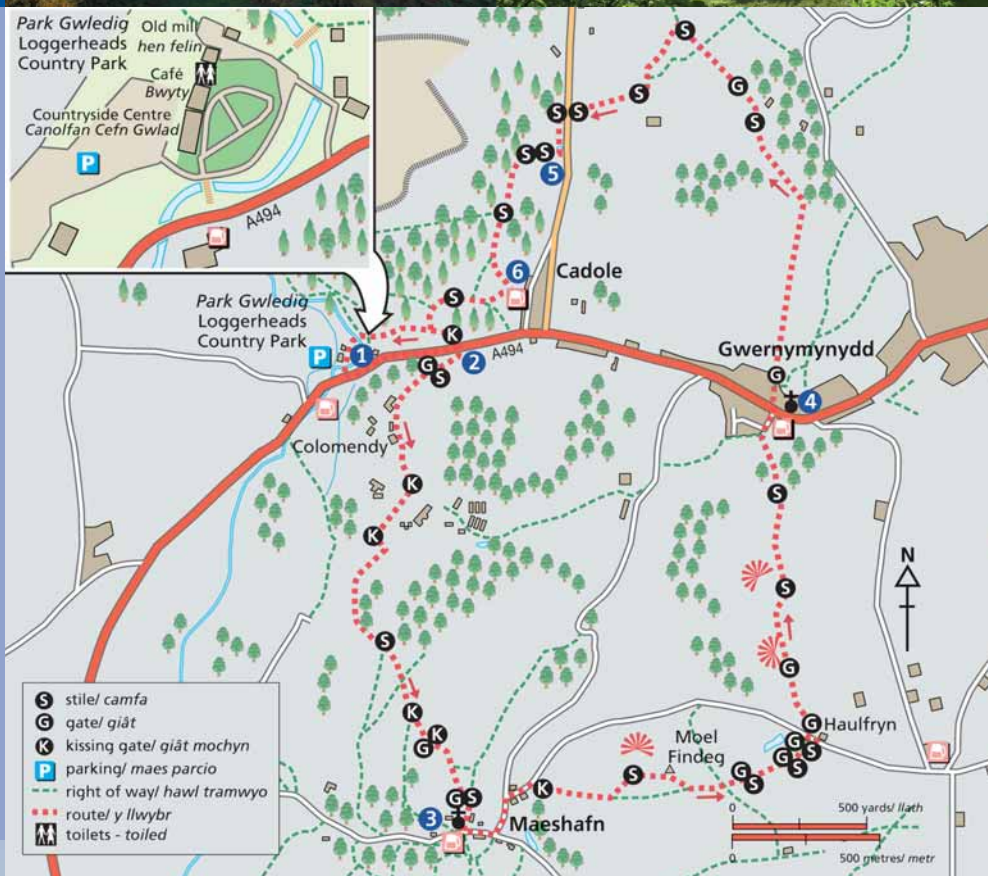 Park Gwledig
Loggerheads
Country Park
Old mill
hen felin
Café
Bwyty
Countryside Centre
Canolfan Cefn Gwlad
P
A494
S
S
G
S
S
S
S
S
5
S
6
Cadole
S
K
Park Gwledig
Loggerheads
Country Park
P
1
2
A494
G
S
Gwernymynydd
G
4
Colomendy
K
S
K
N
S
S
G
K
K
G
Moel
Findeg
G
Haulfryn
G
S
G
S
S
G
S
K
G
S
3
Maeshafn
S stile/ camfa
G gate/ giât
K kissing gate/ giât mochyn
P parking/ maes parcio
right of way/ hawl tramwyo
route/ y llwybr
toilets - toiled
0
500 yards/ llath
0
500 metres/ metr